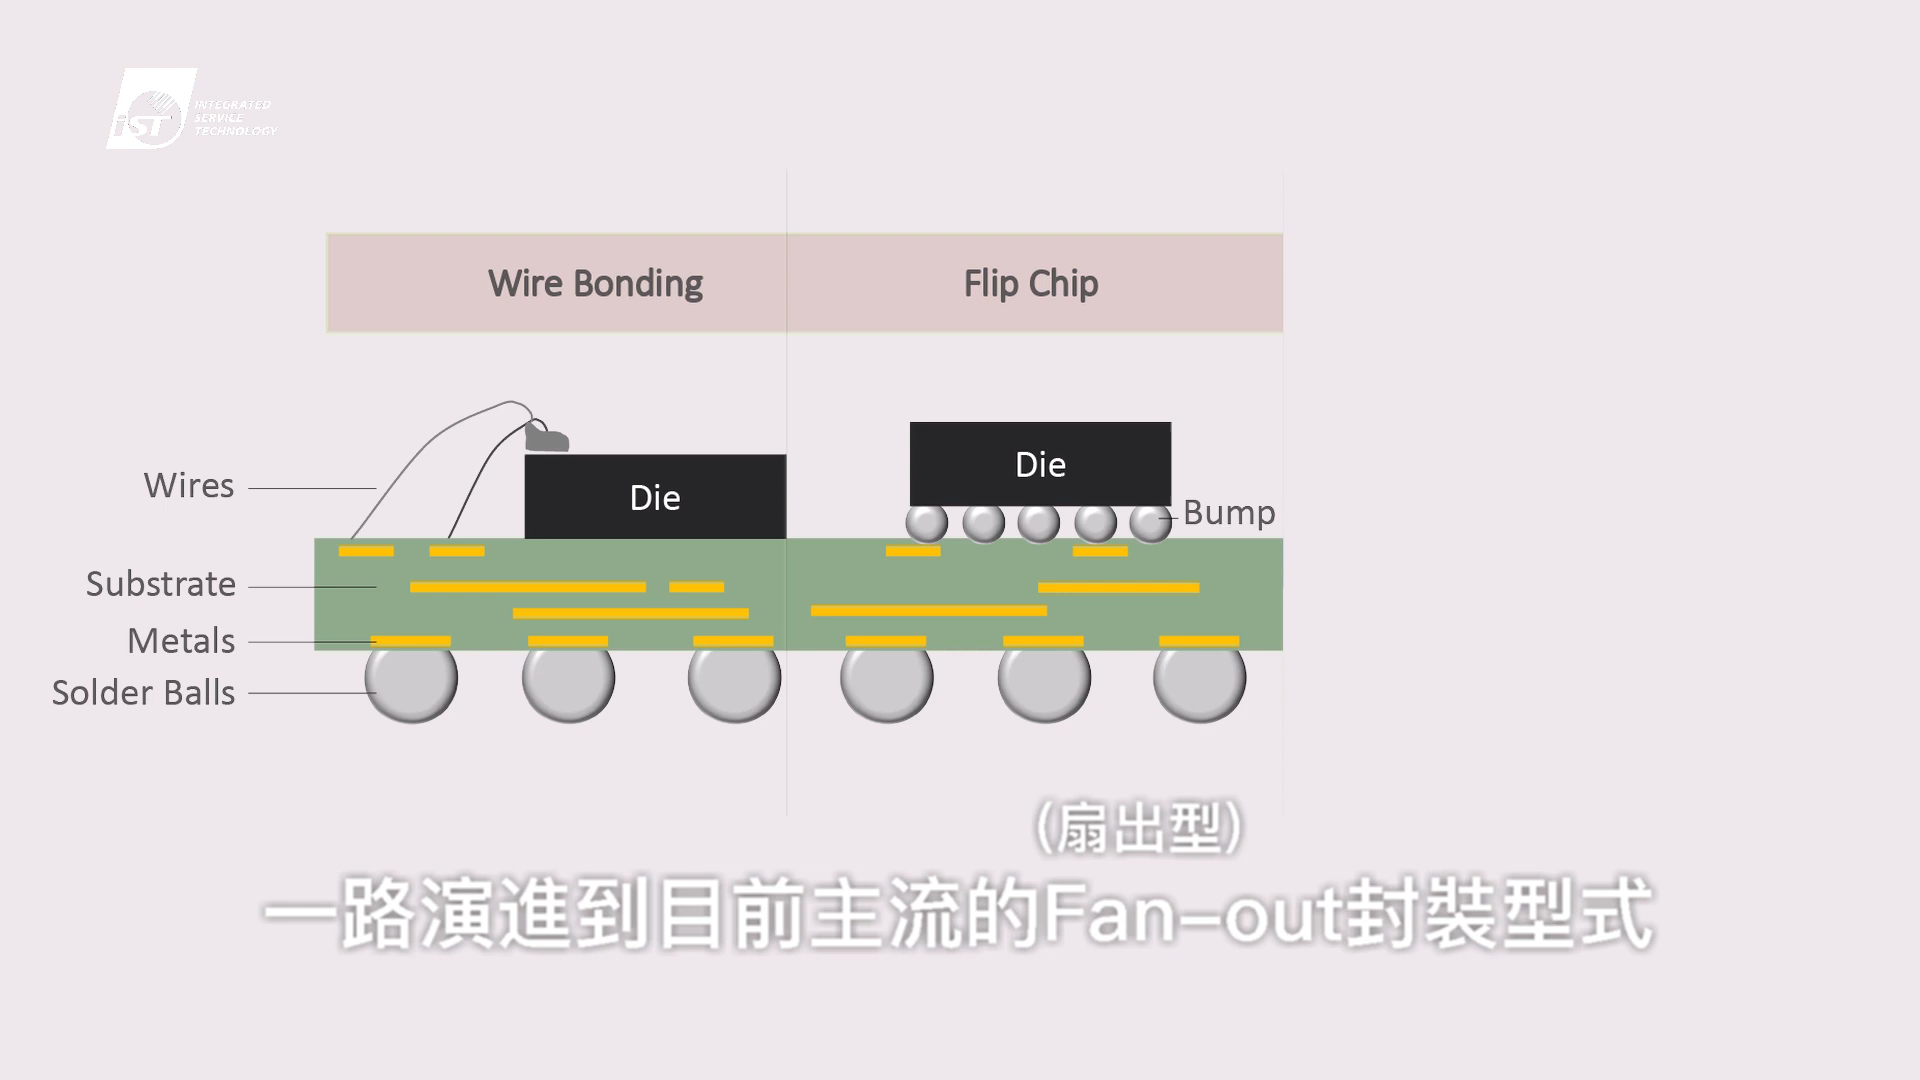 iST
INTEGRATED
SERVICE
TECHNOLOGY
Wire Bonding
Flip Chip
Wires
Die
Die
Bump
Substrate
Metals
Solder Balls
(扇出型)
一路演進到目前主流的Fan-out封裝型式